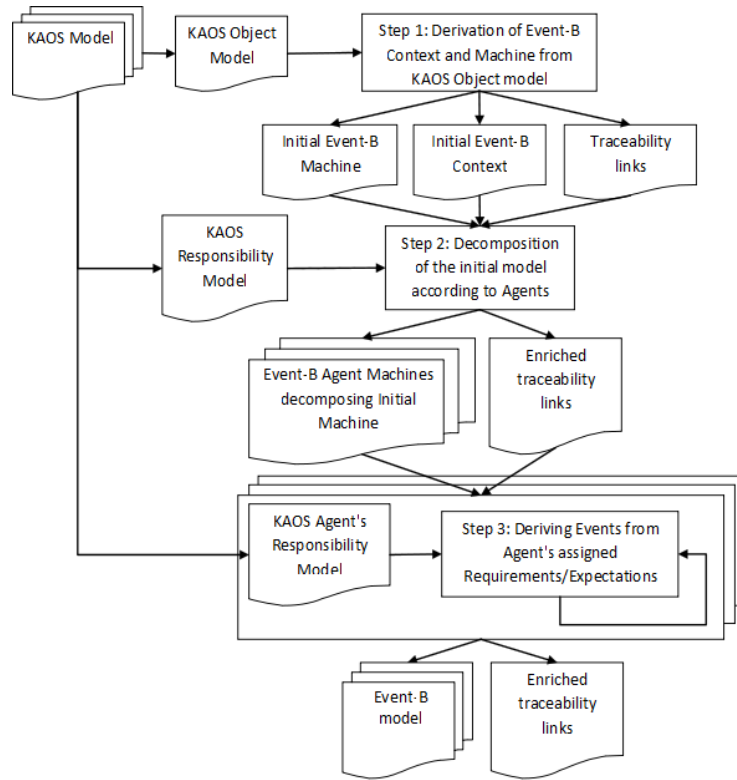 KAOS Model
KAOS Object
Model
Step 1: Derivation of Event-B
Context and Machine from
KAOS Object model
Initial Event-B
Machine
Initial Event-B
Context
Traceability
links
KAOS
Responsibility
Model
Step 2: Decomposition
of the initial model
according to Agents
Event-B Agent Machines
decomposing Initial
Machine
Enriched
traceability
links
KAOS Agent's
Responsibility
Model
Step 3: Deriving Events from
Agent's assigned
Requirements/Expectations
Event-B
model
Enriched
traceability
links